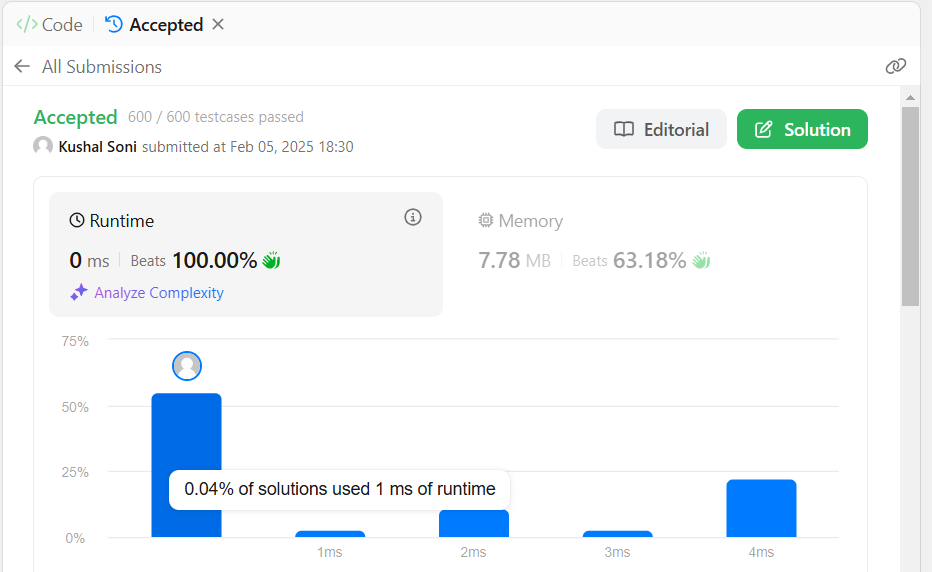 </> Code Accepted
All Submissions
Accepted 600 / 600 testcases passed
Kushal Soni submitted at Feb 05, 2025 18:30
Editorial
Solution
Runtime
0 ms Beats 100.00%
Analyze Complexity
Memory
7.78 MB Beats 63.18%
75%
50%
25%
0%
0.04% of solutions used 1 ms of runtime
1ms 2ms 3ms 4ms